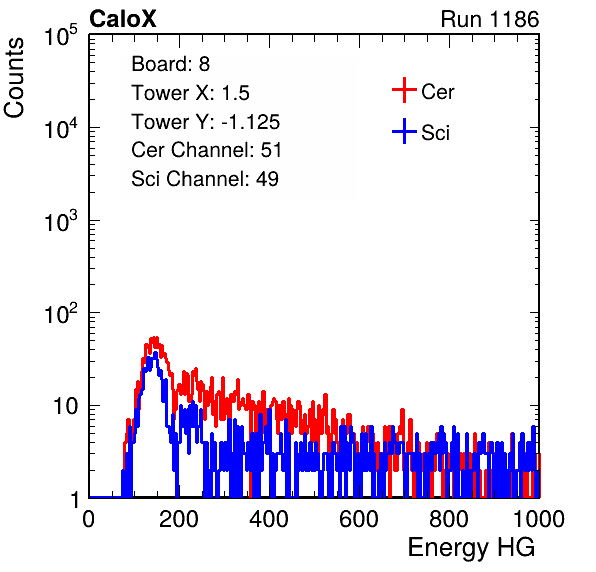 CaloX Run 1186
Counts
Board: 8
Tower X: 1.5
Tower Y: -1.125
Cer Channel: 51
Sci Channel: 49
Cer
Sci
10^5
10^4
10^3
10^2
10
1
0 200 400 600 800 1000
Energy HG